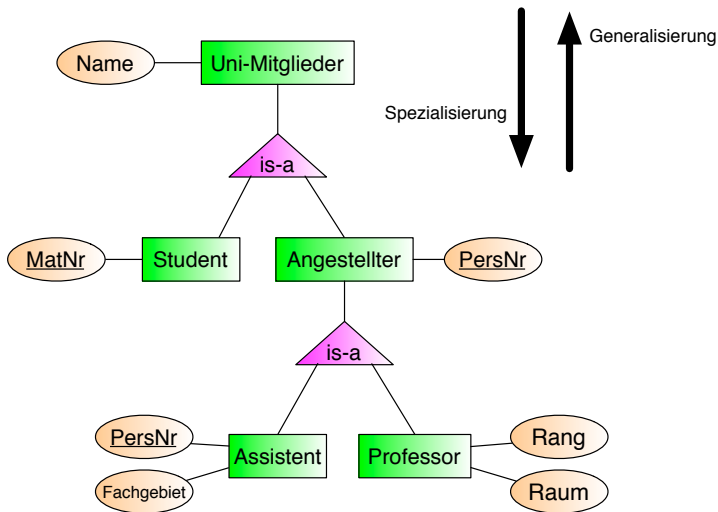 Name
Uni-Mitglieder
Generalisierung
Spezialisierung
is-a
MatNr
Student
Angestellter
PersNr
is-a
PersNr
Fachgebiet
Assistent
Professor
Rang
Raum